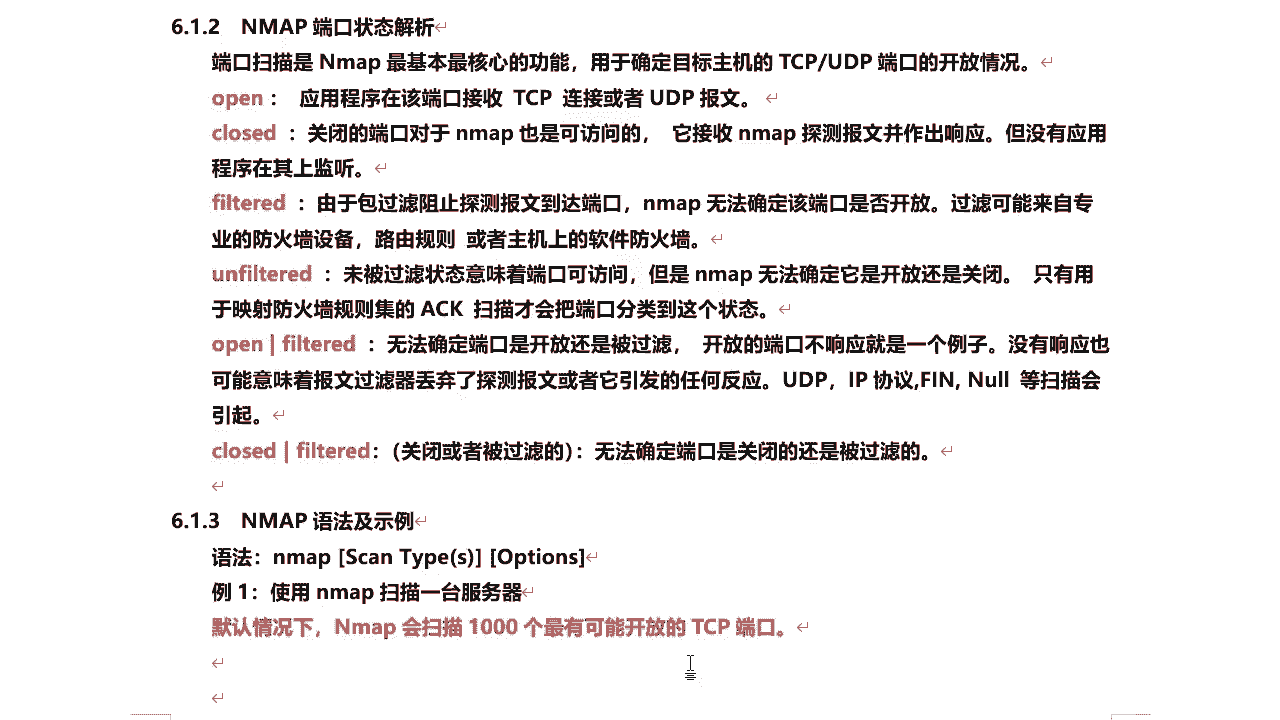 6.1.2 NMAP 端口状态解析
端口扫描是 Nmap 最基本最核心的功能，用于确定目标主机的 TCP/UDP 端口的开放情况。
open： 应用程序在该端口接收 TCP 连接或者 UDP 报文。
closed ：关闭的端口对于 nmap 也是可访问的， 它接收 nmap 探测报文并作出响应。但没有应用
程序在其上监听。
filtered ：由于包过滤阻止探测报文到达端口，nmap 无法确定该端口是否开放。过滤可能来自专
业的防火墙设备，路由规则 或者主机上的软件防火墙。
unfiltered ：未被过滤状态意味着端口可访问，但是 nmap 无法确定它是开放还是关闭。 只有用
于映射防火墙规则集的 ACK 扫描才会把端口分类到这个状态。
open | filtered ：无法确定端口是开放还是被过滤， 开放的端口不响应就是一个例子。没有响应也
可能意味着报文过滤器丢弃了探测报文或者它引发的任何反应。UDP，IP 协议,FIN, Null 等扫描会
引起。
closed | filtered：（关闭或者被过滤的）：无法确定端口是关闭的还是被过滤的。
6.1.3 NMAP 语法及示例
语法：nmap [Scan Type(s)] [Options]
例 1：使用 nmap 扫描一台服务器
默认情况下，Nmap 会扫描 1000 个最有可能开放的 TCP 端口。